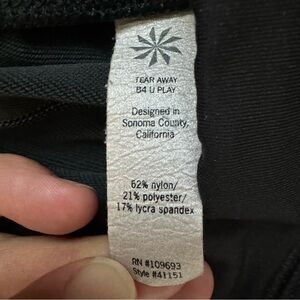 TEAR AWAY
B4 U PLAY
Designed in
Sonoma County,
California
62% nylon/
21% polyester/
17% lycra spandex
RN #109693
Style #41151